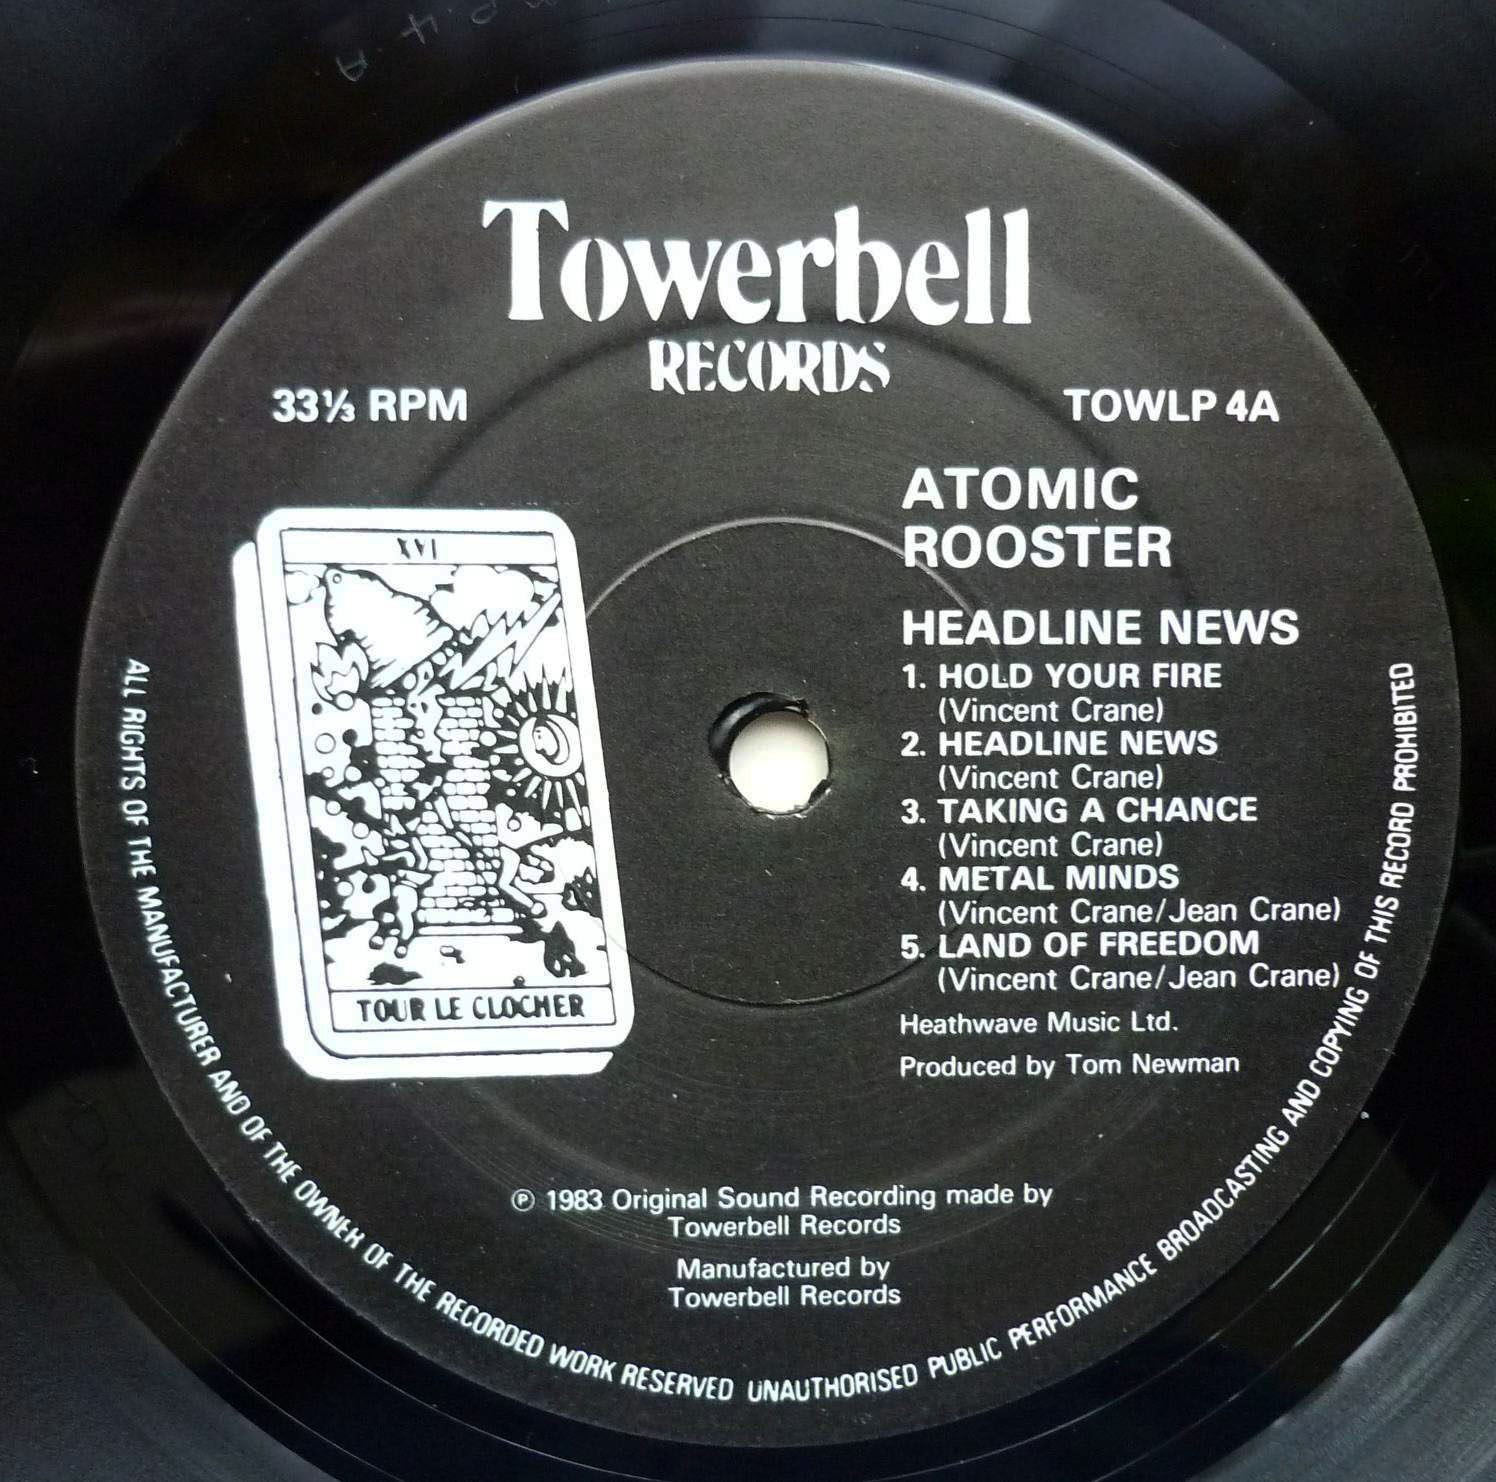 Towerbell
RECORDS
33⅓ RPM
TOWLP 4A
ATOMIC
ROOSTER
HEADLINE NEWS
1. HOLD YOUR FIRE
(Vincent Crane)
2. HEADLINE NEWS
(Vincent Crane)
3. TAKING A CHANCE
(Vincent Crane)
4. METAL MINDS
(Vincent Crane/Jean Crane)
5. LAND OF FREEDOM
(Vincent Crane/Jean Crane)
Heathwave Music Ltd.
Produced by Tom Newman
XVI
TOUR LE CLOCHER
℗ 1983 Original Sound Recording made by
Towerbell Records
Manufactured by
Towerbell Records
ALL RIGHTS OF THE MANUFACTURER AND OF THE OWNER OF THE RECORDED WORK RESERVED UNAUTHORISED PUBLIC PERFORMANCE BROADCASTING AND COPYING OF THIS RECORD PROHIBITED